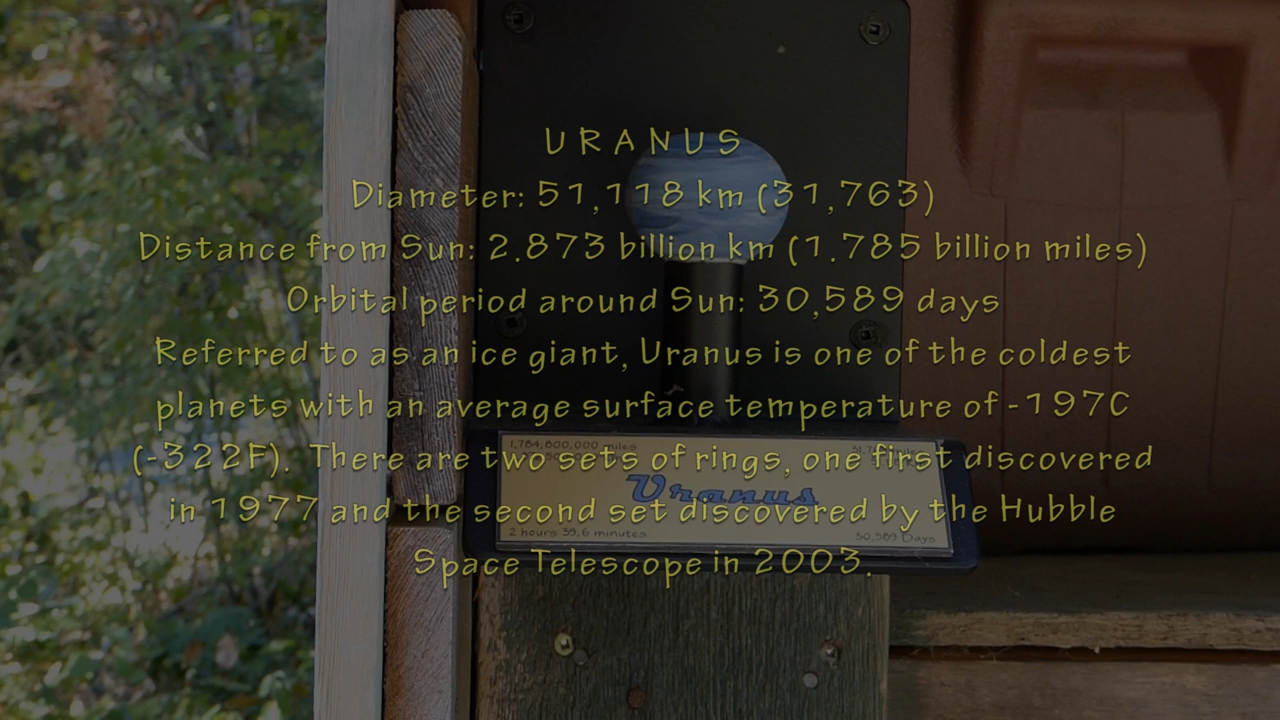 URANUS
Diameter: 51,118 km (31,763)
Distance from Sun: 2.873 billion km (1.785 billion miles)
Orbital period around Sun: 30,589 days
Referred to as an ice giant, Uranus is one of the coldest
planets with an average surface temperature of -197C
(-322F). There are two sets of rings, one first discovered
in 1977 and the second set discovered by the Hubble
Space Telescope in 2003.
1,784,800,000 miles
Uranus
2 hours 39.6 minutes
30,589 Days